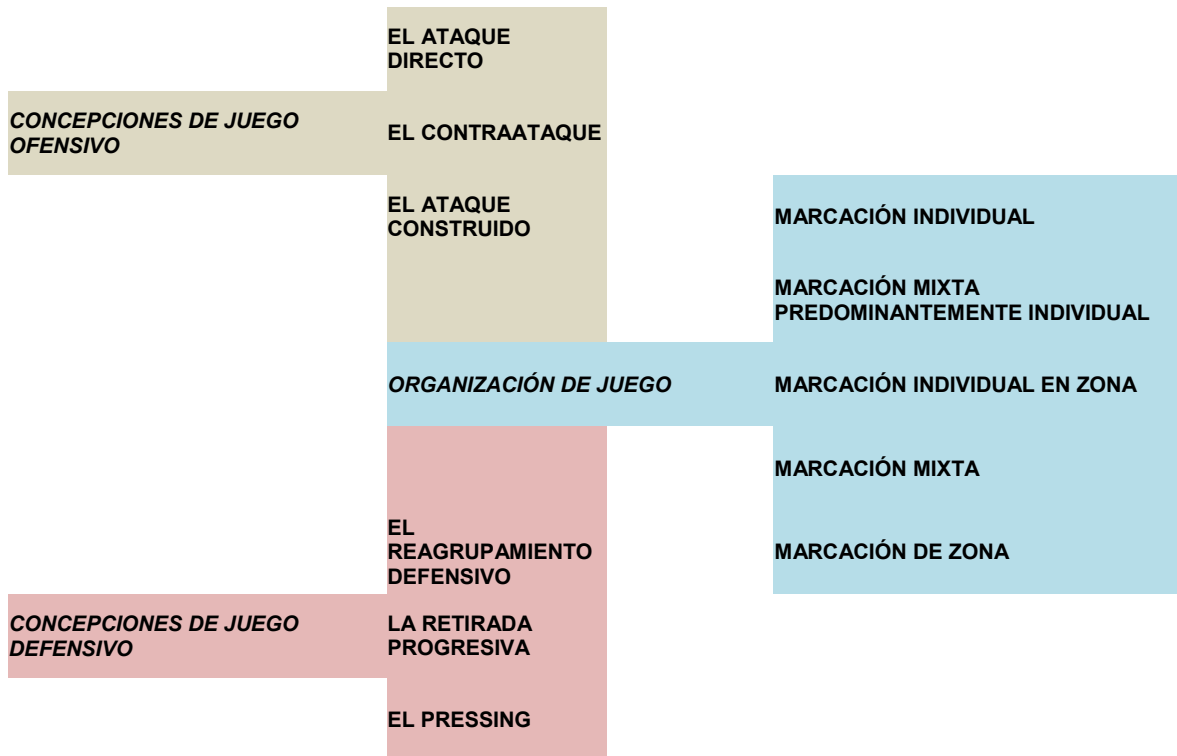 EL ATAQUE
DIRECTO
CONCEPCIONES DE JUEGO
OFENSIVO
EL CONTRAATAQUE
EL ATAQUE
CONSTRUIDO
MARCACIÓN INDIVIDUAL
MARCACIÓN MIXTA
PREDOMINANTEMENTE INDIVIDUAL
ORGANIZACIÓN DE JUEGO
MARCACIÓN INDIVIDUAL EN ZONA
MARCACIÓN MIXTA
EL
REAGRUPAMIENTO
DEFENSIVO
MARCACIÓN DE ZONA
CONCEPCIONES DE JUEGO
DEFENSIVO
LA RETIRADA
PROGRESIVA
EL PRESSING